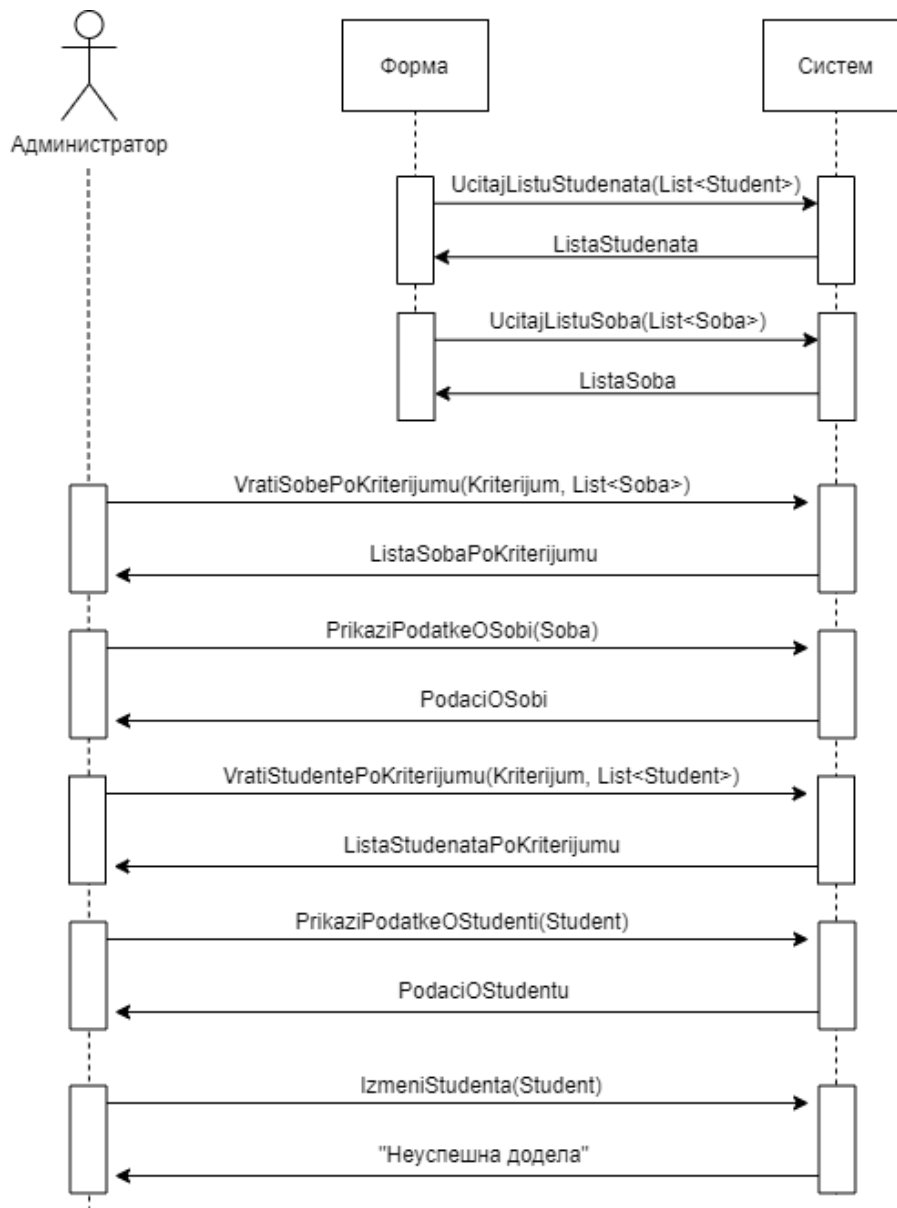 Форма
Систем
Администратор
UcitajListuStudenata(List<Student>)
ListaStudenata
UcitajListuSoba(List<Soba>)
ListaSoba
VratiSobePoKriterijumu(Kriterijum, List<Soba>)
ListaSobaPoKriterijumu
PrikaziPodatkeOSobi(Soba)
PodaciOSobi
VratiStudentePoKriterijumu(Kriterijum, List<Student>)
ListaStudenataPoKriterijumu
PrikaziPodatkeOStudenti(Student)
PodaciOStudentu
IzmeniStudenta(Student)
"Неуспешна додела"